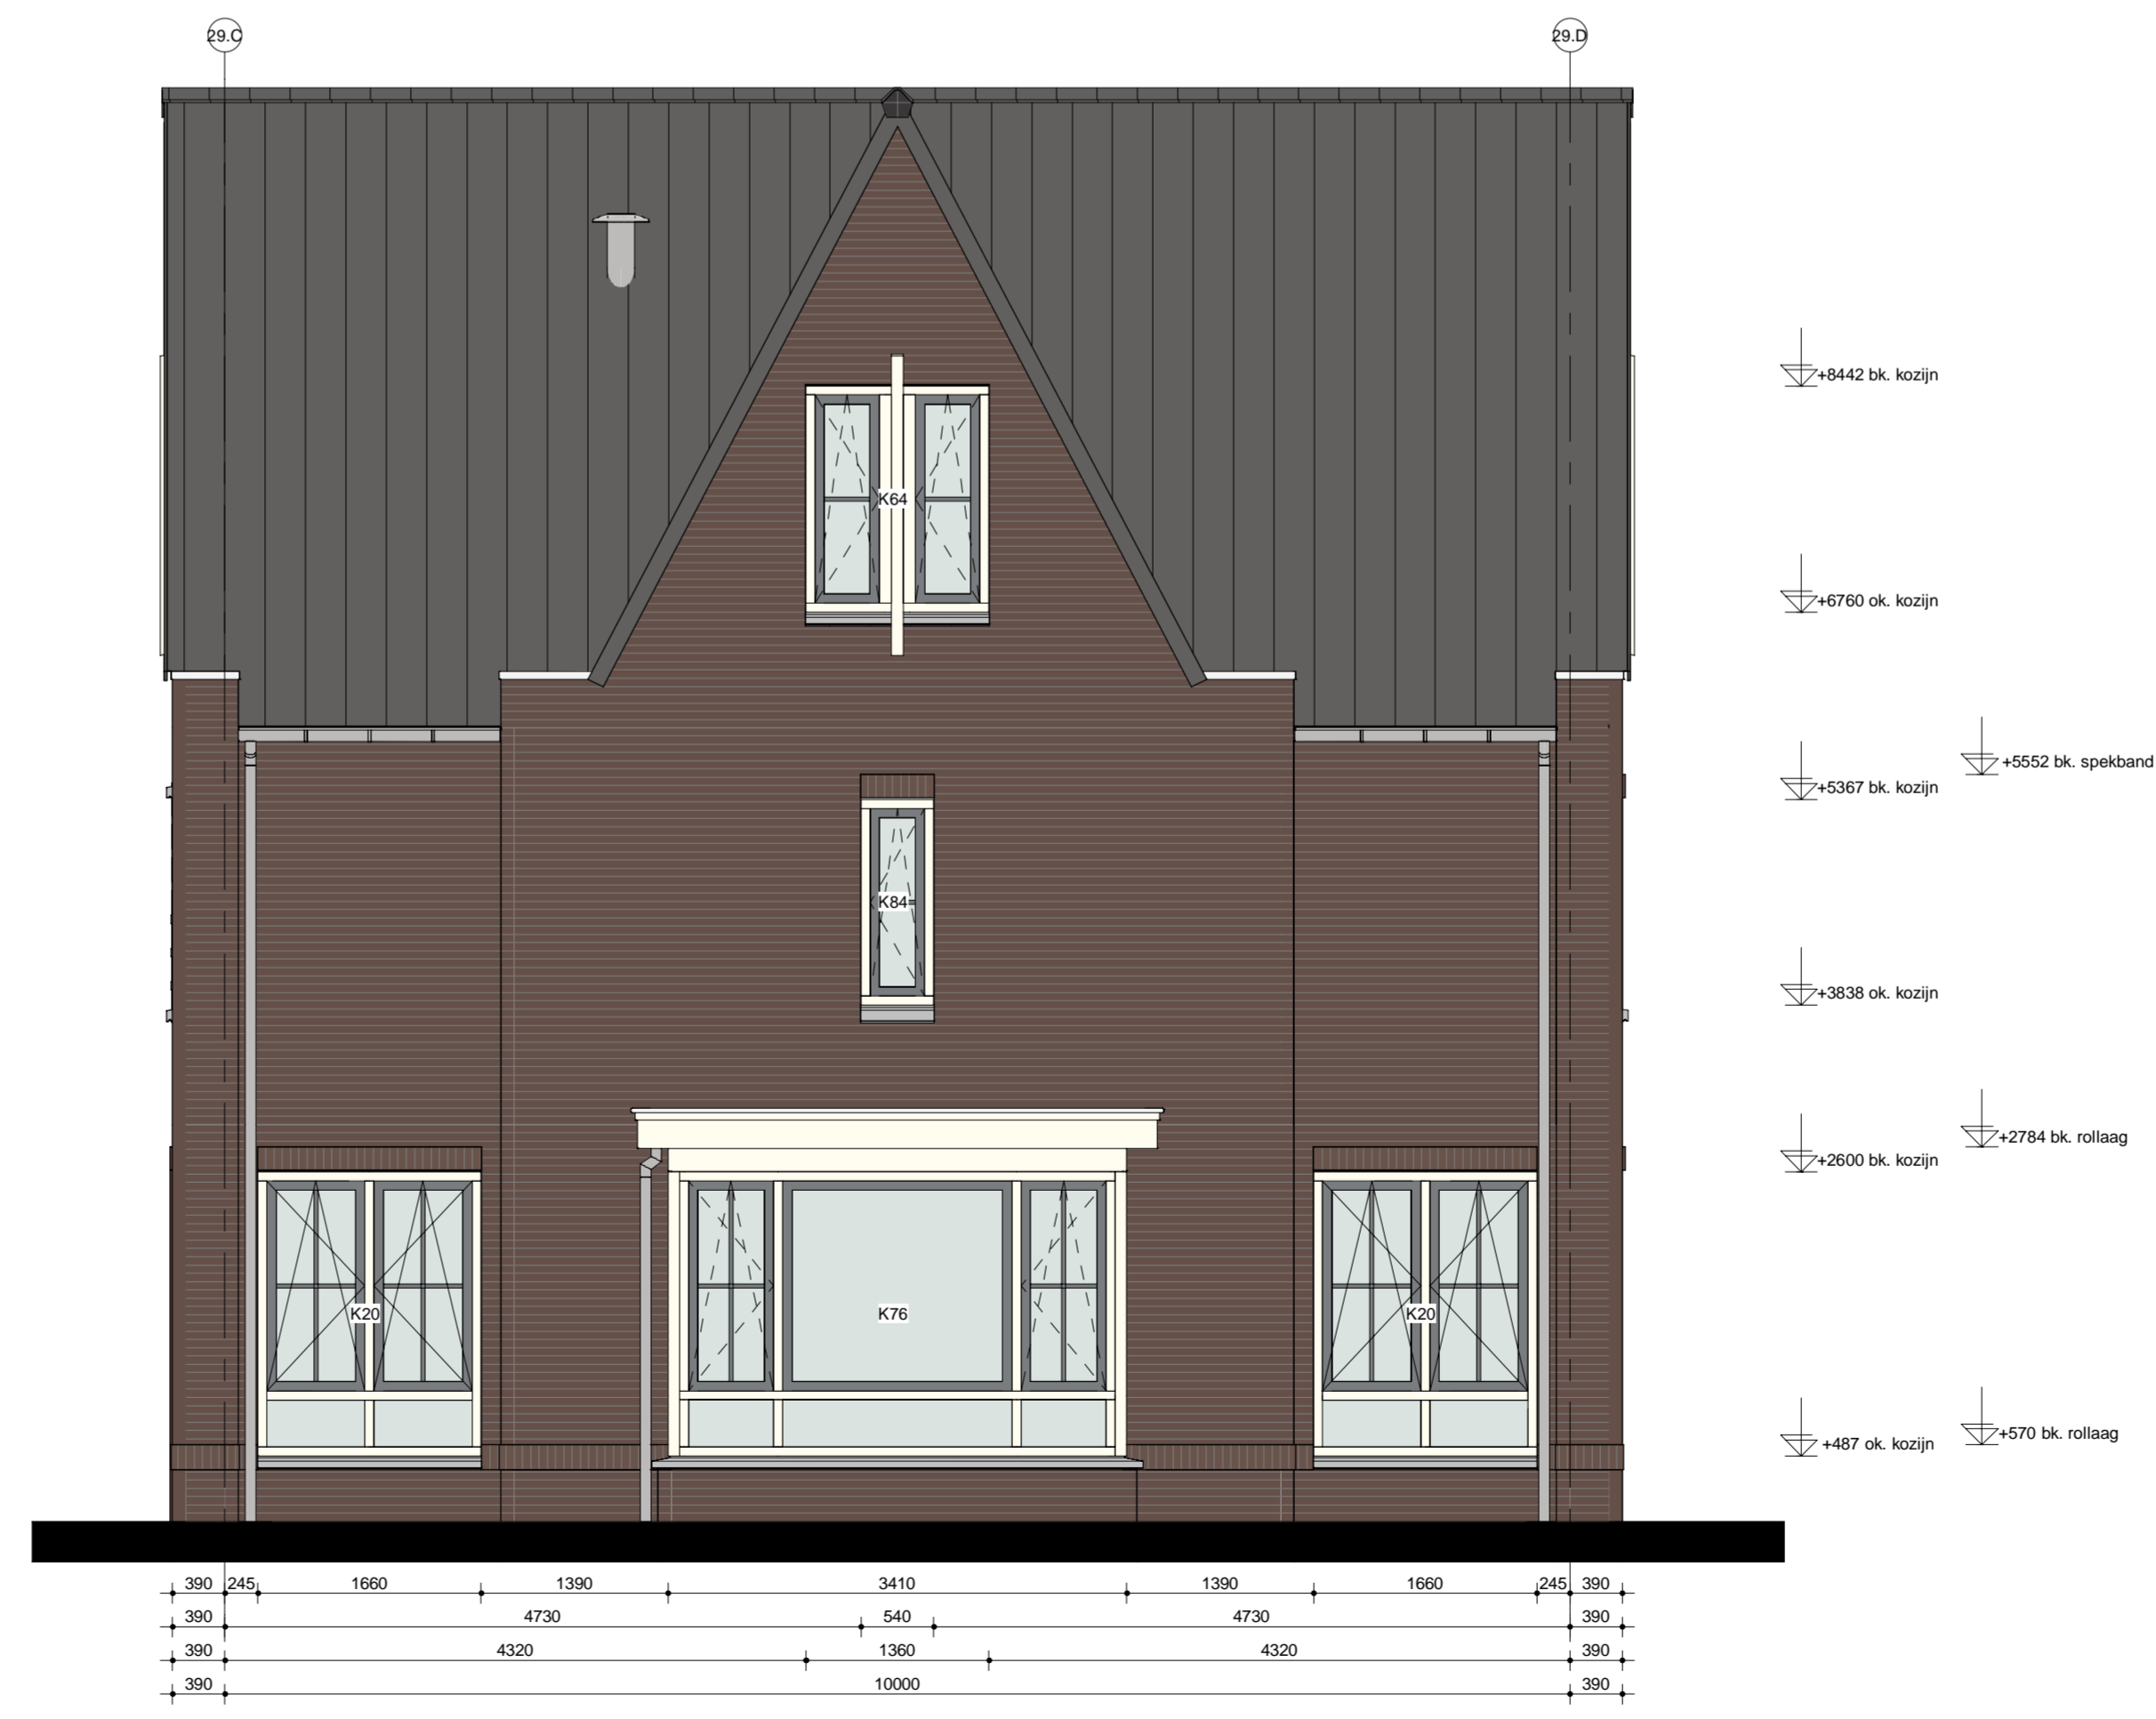 29.C
29.D
+8442 bk. kozijn
K64
+6760 ok. kozijn
+5552 bk. spekband
+5367 bk. kozijn
K84
+3838 ok. kozijn
+2784 bk. rollaag
+2600 bk. kozijn
K20
K76
K20
+570 bk. rollaag
+487 ok. kozijn
390 245 1660 1390 3410 1390 1660 245 390
390 4730 540 4730 390
390 4320 1360 4320 390
390 10000 390